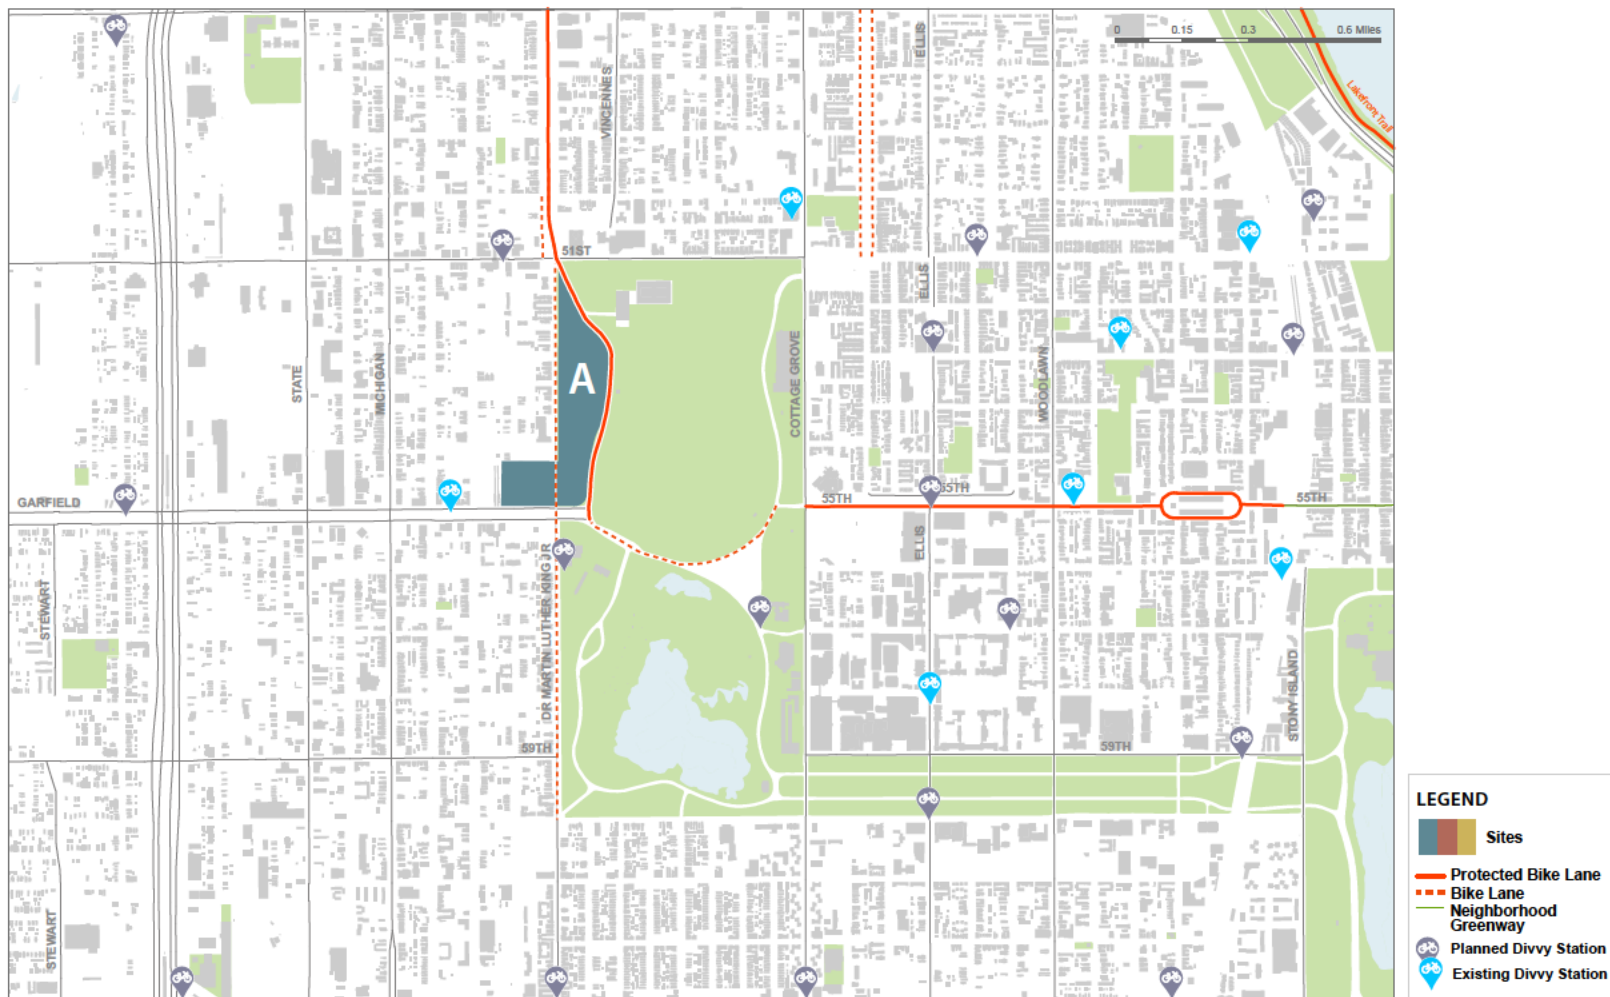 0 0.15 0.3 0.6 Miles
ELLIS
VINCENNES
Lakefront Trail
51ST
ELLIS
COTTAGE GROVE
WOODLAWN
STATE
MICHIGAN
A
GARFIELD
55TH
55TH
55TH
ELLIS
STEWART
DR MARTIN LUTHER KING JR
STONY ISLAND
59TH
59TH
STEWART
LEGEND
Sites
Protected Bike Lane
Bike Lane
Neighborhood
Greenway
Planned Divvy Station
Existing Divvy Station